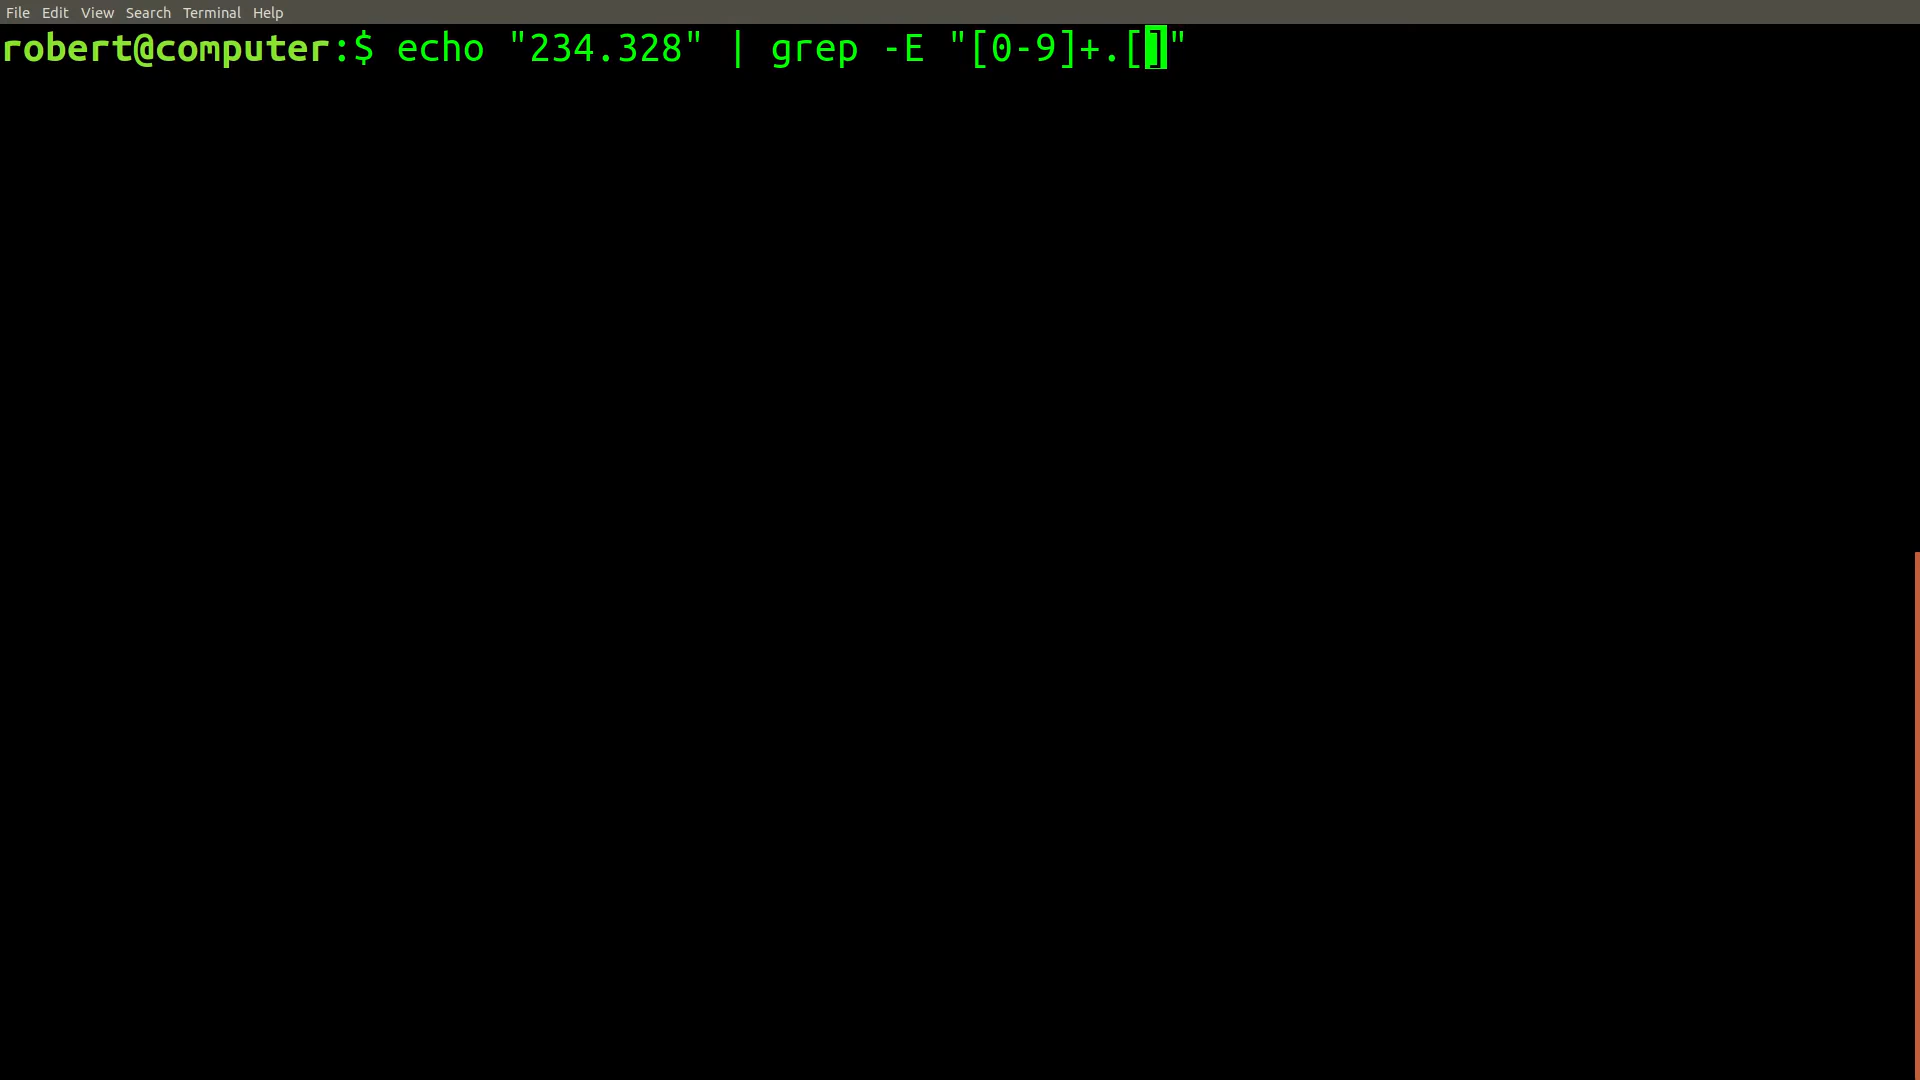 File Edit View Search Terminal Help
robert@computer:$ echo "234.328" | grep -E "[0-9]+.[]"